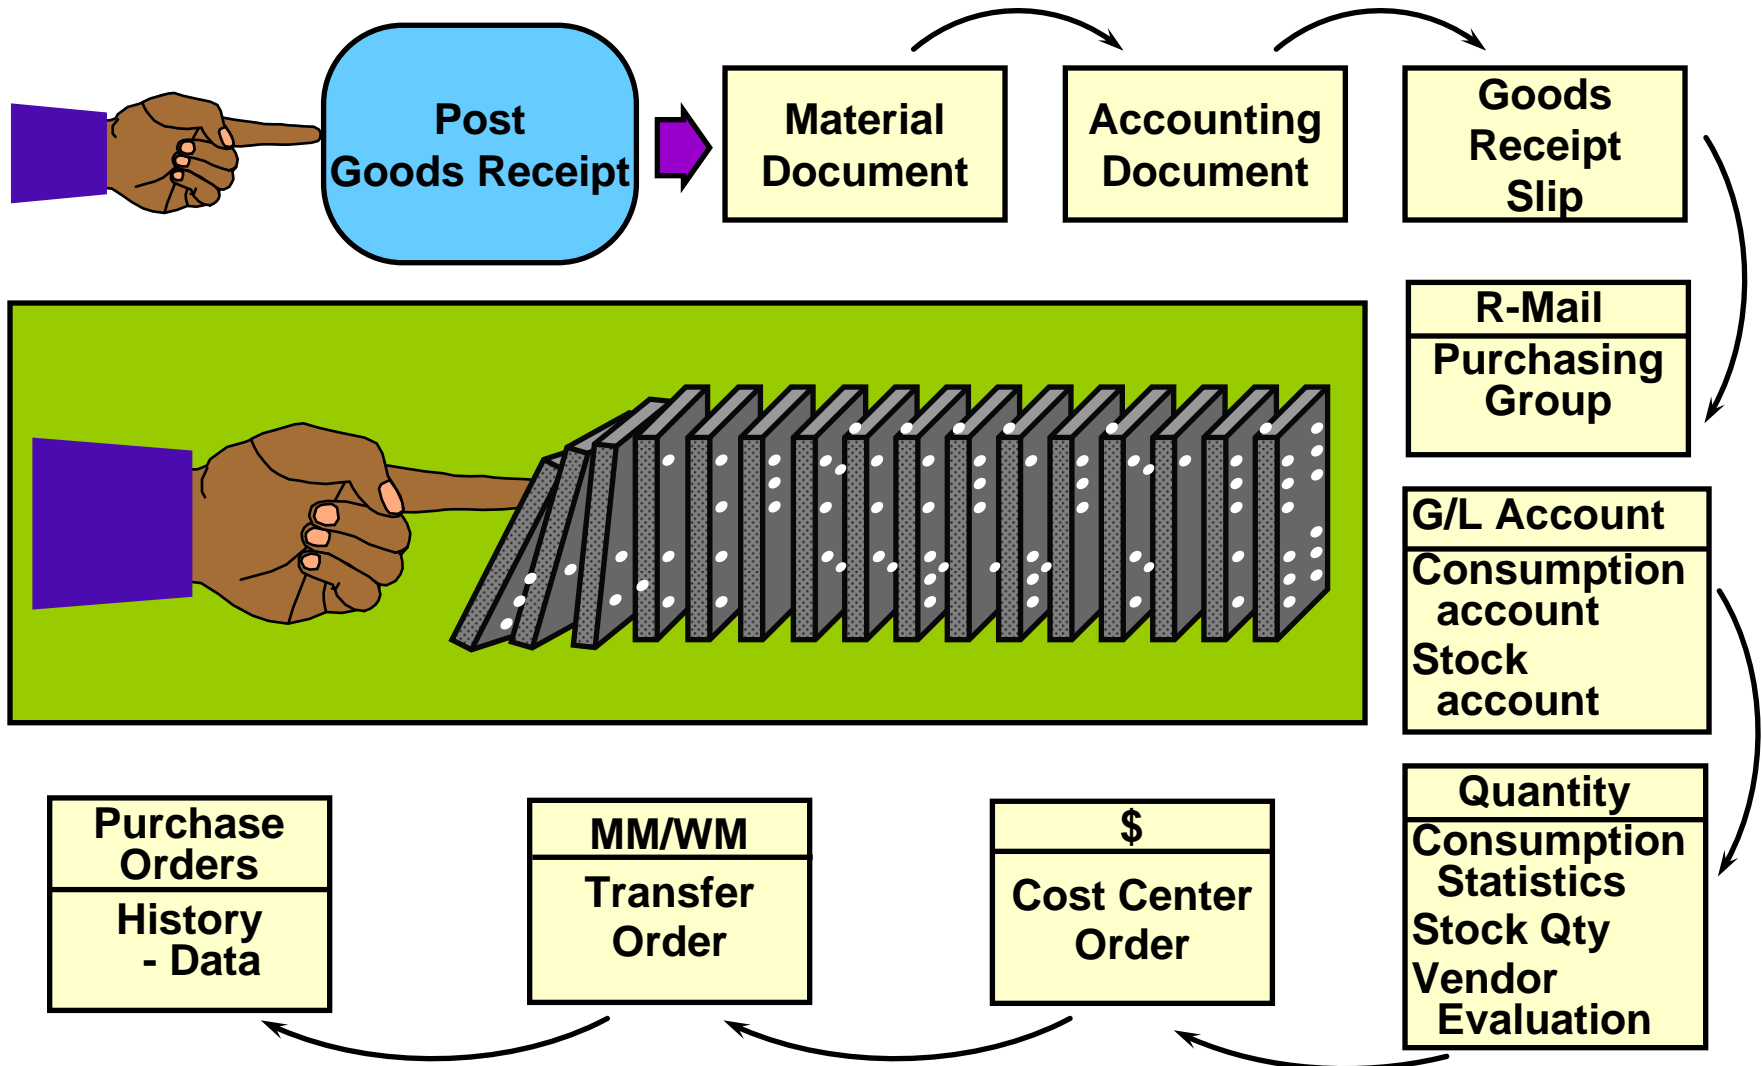 Post
Goods Receipt
Material
Document
Accounting
Document
Goods
Receipt
Slip
R-Mail
Purchasing
Group
G/L Account
Consumption
account
Stock
account
Quantity
Consumption
Statistics
Stock Qty
Vendor
Evaluation
$
Cost Center
Order
MM/WM
Transfer
Order
Purchase
Orders
History
- Data